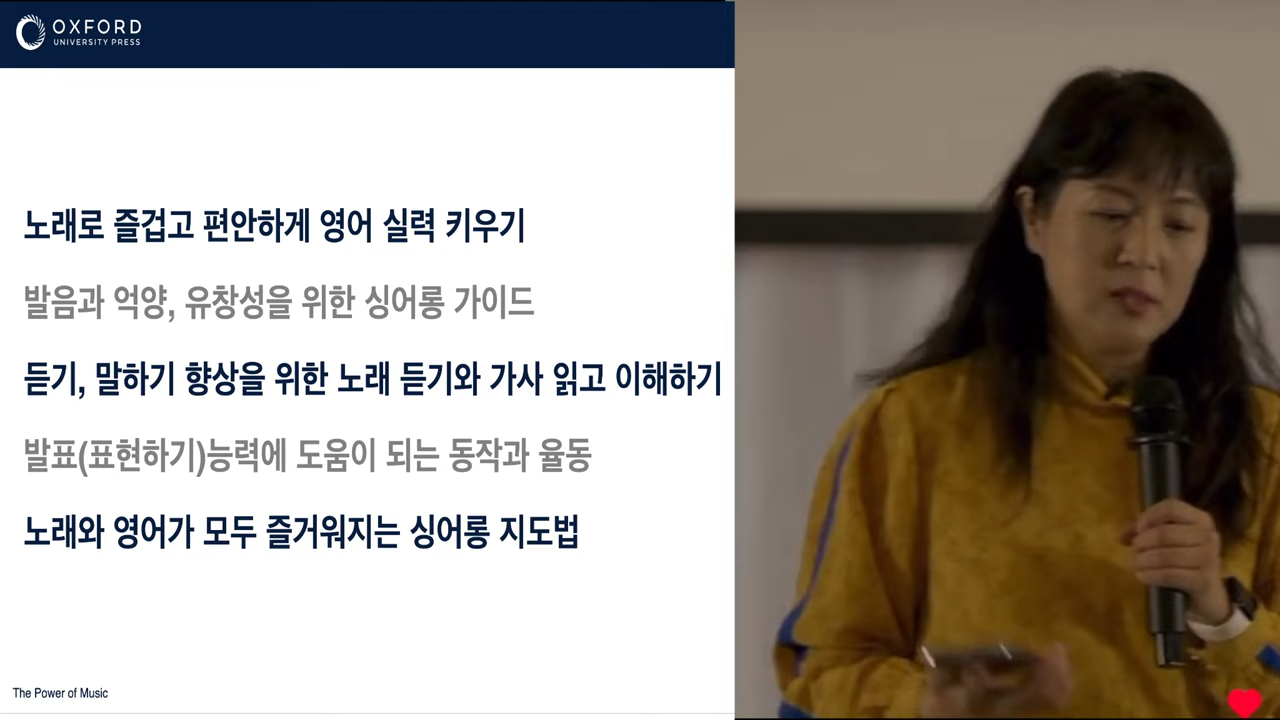 OXFORD
UNIVERSITY PRESS
노래로 즐겁고 편안하게 영어 실력 키우기
발음과 억양, 유창성을 위한 싱어롱 가이드
듣기, 말하기 향상을 위한 노래 듣기와 가사 읽고 이해하기
발표(표현하기)능력에 도움이 되는 동작과 율동
노래와 영어가 모두 즐거워지는 싱어롱 지도법
The Power of Music